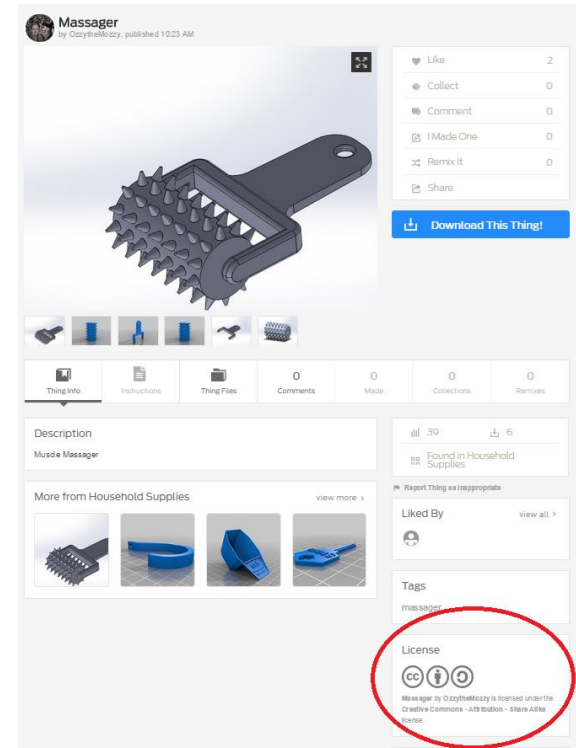 Massager
by OzzytheMozzy, published 10:23 AM
Like 2
Collect 0
Comment 0
I Made One 0
Remix It 0
Share
Download This Thing!
Thing Info
Instructions
Thing Files
0
Comments
0
Made
0
Collections
0
Remixes
Description
Muscle Massager
39 6
Found in Household
Supplies
Report Thing as Inappropriate
More from Household Supplies
view more ›
Liked By
view all ›
Tags
massager
License
cc
Massager by OzzytheMozzy is licensed under the
Creative Commons - Attribution - Share Alike
license.